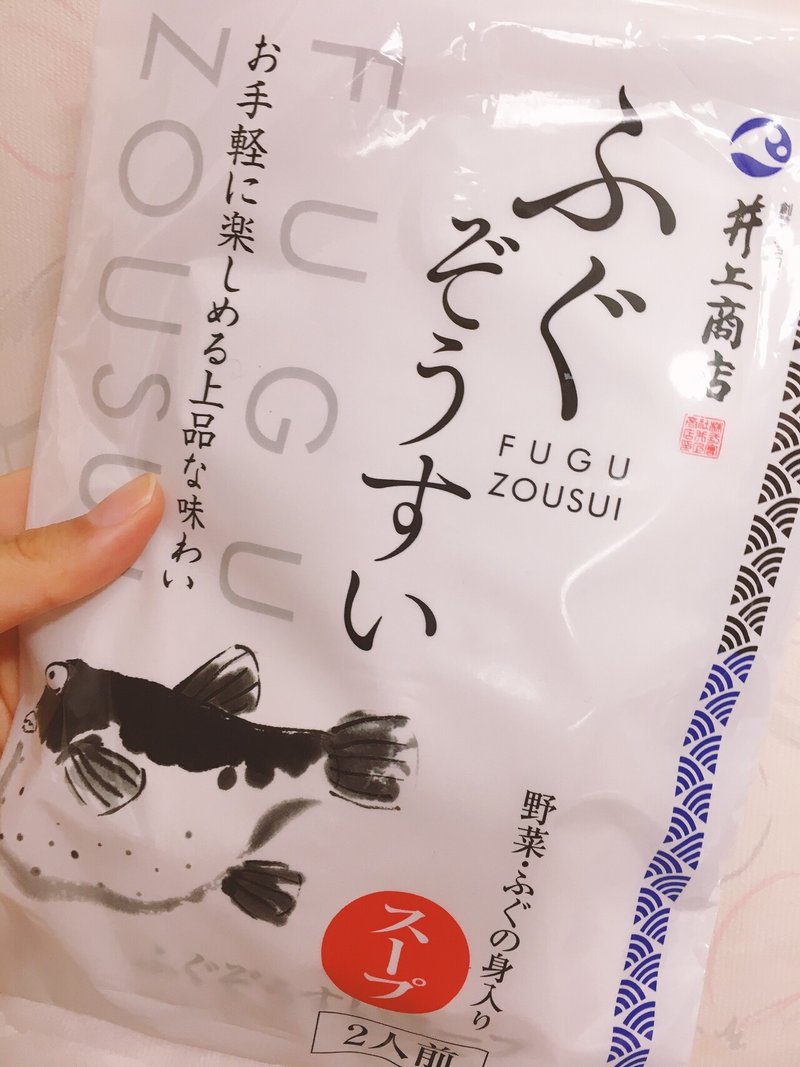 井上商店
ふぐ
ぞうすい
FUGU
ZOUSUI
お手軽に楽しめる上品な味わい
FUGU
ZOUSUI
野菜・ふぐの身入り
スープ
2人前